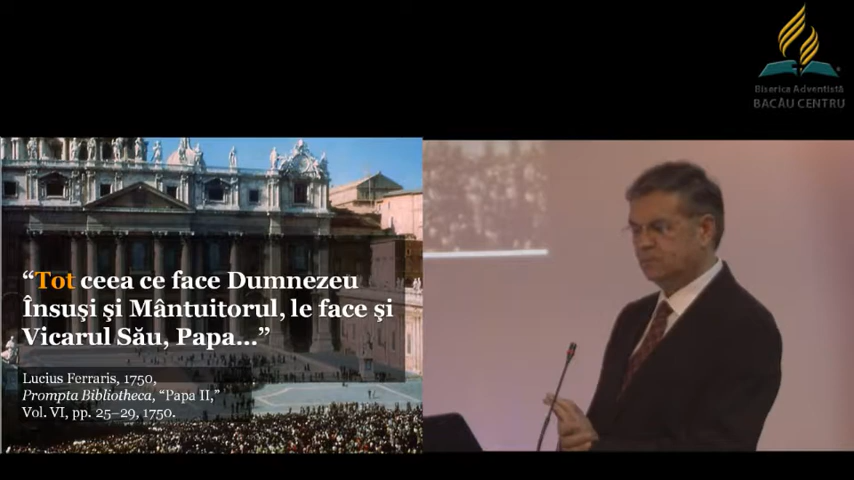 Biserica Adventistă
BACĂU CENTRU
“Tot ceea ce face Dumnezeu
Însuşi şi Mântuitorul, le face şi
Vicarul Său, Papa...”
Lucius Ferraris, 1750,
Prompta Bibliotheca, “Papa II,”
Vol. VI, pp. 25–29, 1750.